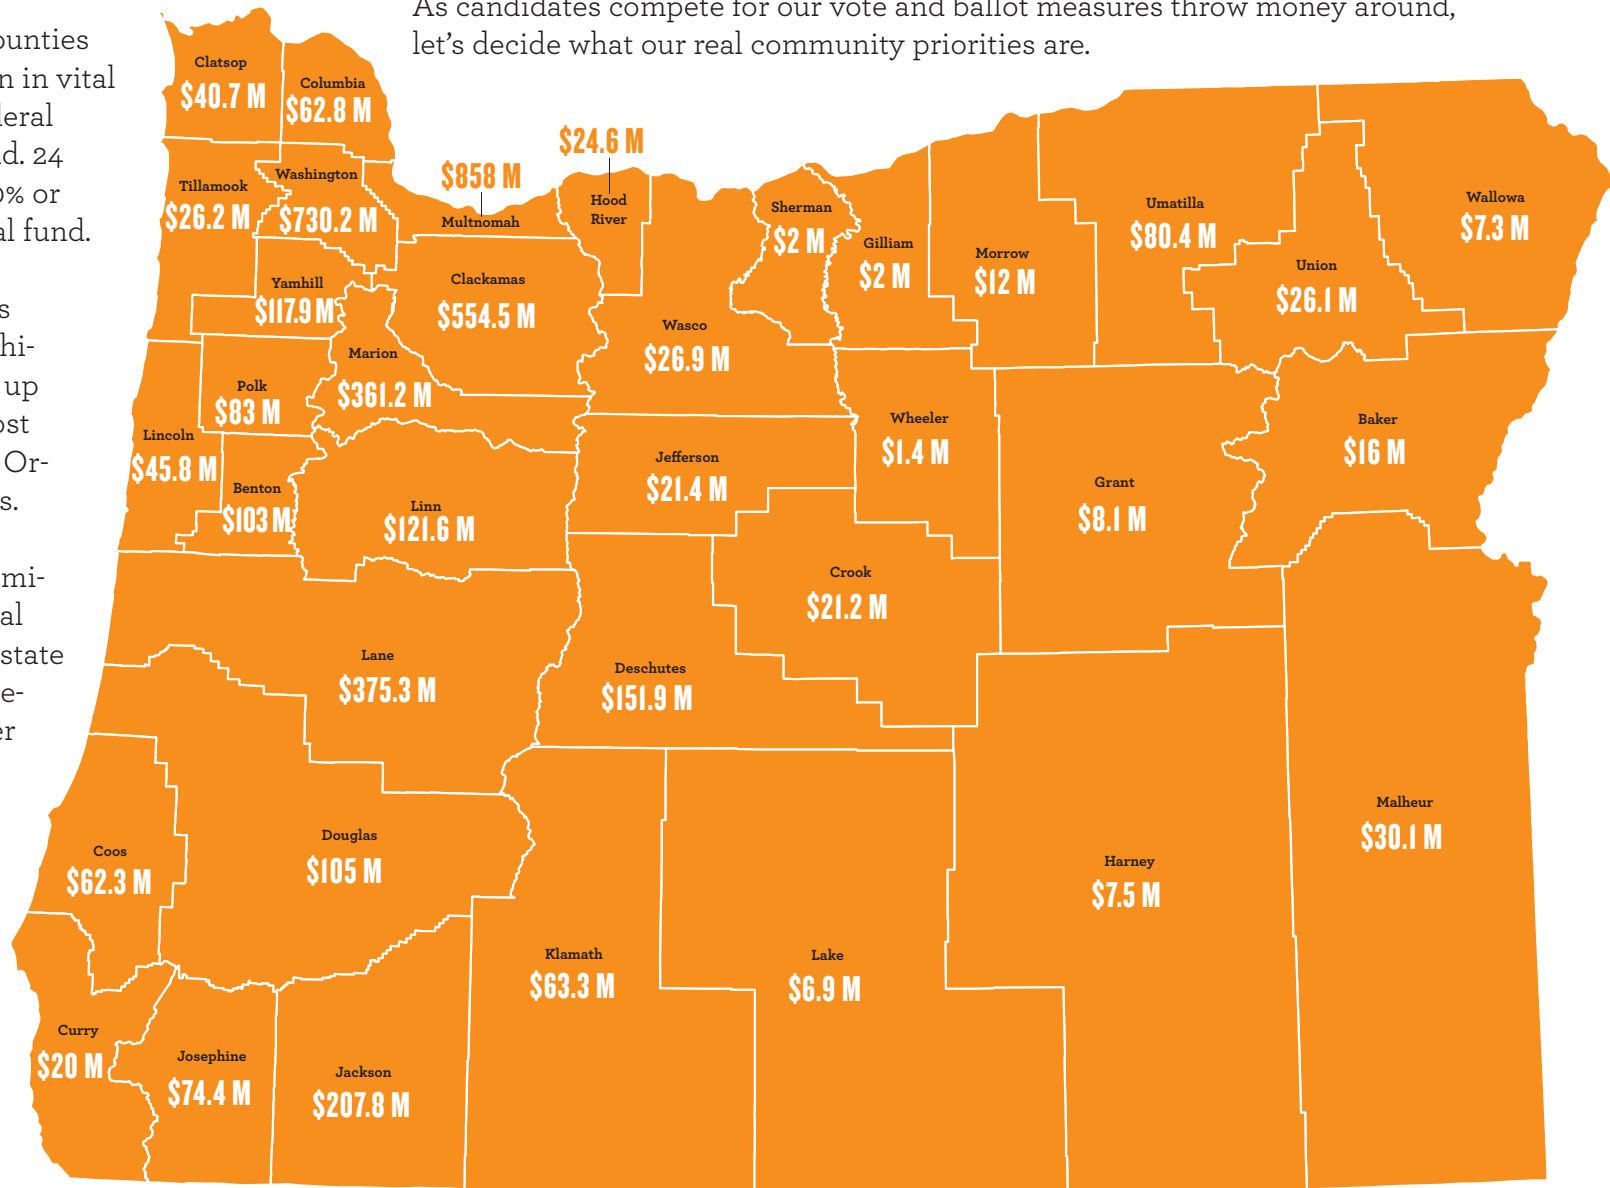 As candidates compete for our vote and ballot measures throw money around,
let's decide what our real community priorities are.
ounties
n in vital
deral
d. 24
0% or
al fund.
s
hi-
up
ost
Or-
s.
mi-
al
state
e-
er
Clatsop
$40.7 M
Columbia
$62.8 M
Tillamook
$26.2 M
Washington
$730.2 M
$858 M
Multnomah
$24.6 M
Hood
River
Sherman
$2 M
Gilliam
$2 M
Morrow
$12 M
Umatilla
$80.4 M
Union
$26.1 M
Wallowa
$7.3 M
Yamhill
$117.9 M
Clackamas
$554.5 M
Wasco
$26.9 M
Marion
$361.2 M
Polk
$83 M
Lincoln
$45.8 M
Benton
$103 M
Linn
$121.6 M
Jefferson
$21.4 M
Wheeler
$1.4 M
Grant
$8.1 M
Baker
$16 M
Crook
$21.2 M
Lane
$375.3 M
Deschutes
$151.9 M
Coos
$62.3 M
Douglas
$105 M
Harney
$7.5 M
Malheur
$30.1 M
Klamath
$63.3 M
Lake
$6.9 M
Curry
$20 M
Josephine
$74.4 M
Jackson
$207.8 M